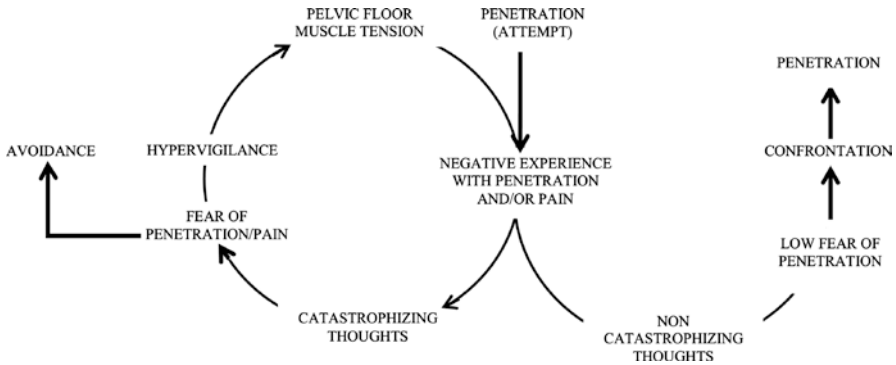 PELVIC FLOOR
MUSCLE TENSION
PENETRATION
(ATTEMPT)
PENETRATION
AVOIDANCE
HYPERVIGILANCE
NEGATIVE EXPERIENCE
WITH PENETRATION
AND/OR PAIN
CONFRONTATION
FEAR OF
PENETRATION/PAIN
LOW FEAR OF
PENETRATION
CATASTROPHIZING
THOUGHTS
NON
CATASTROPHIZING
THOUGHTS